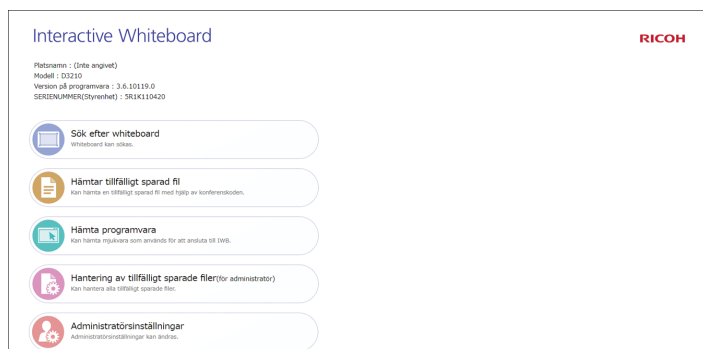 Interactive Whiteboard
RICOH
Platsnamn : (Inte angivet)
Modell : D3210
Version på programvara : 3.6.10119.0
SERIENUMMER(Styrenhet) : 5R1K110420
Sök efter whiteboard
Whiteboard kan sökas.
Hämtar tillfälligt sparad fil
Kan hämta en tillfälligt sparad fil med hjälp av konferenskoden.
Hämta programvara
Kan hämta mjukvara som används för att ansluta till IWB.
Hantering av tillfälligt sparade filer(för administratör)
Kan hantera alla tillfälligt sparade filer.
Administratörsinställningar
Administratörsinställningar kan ändras.